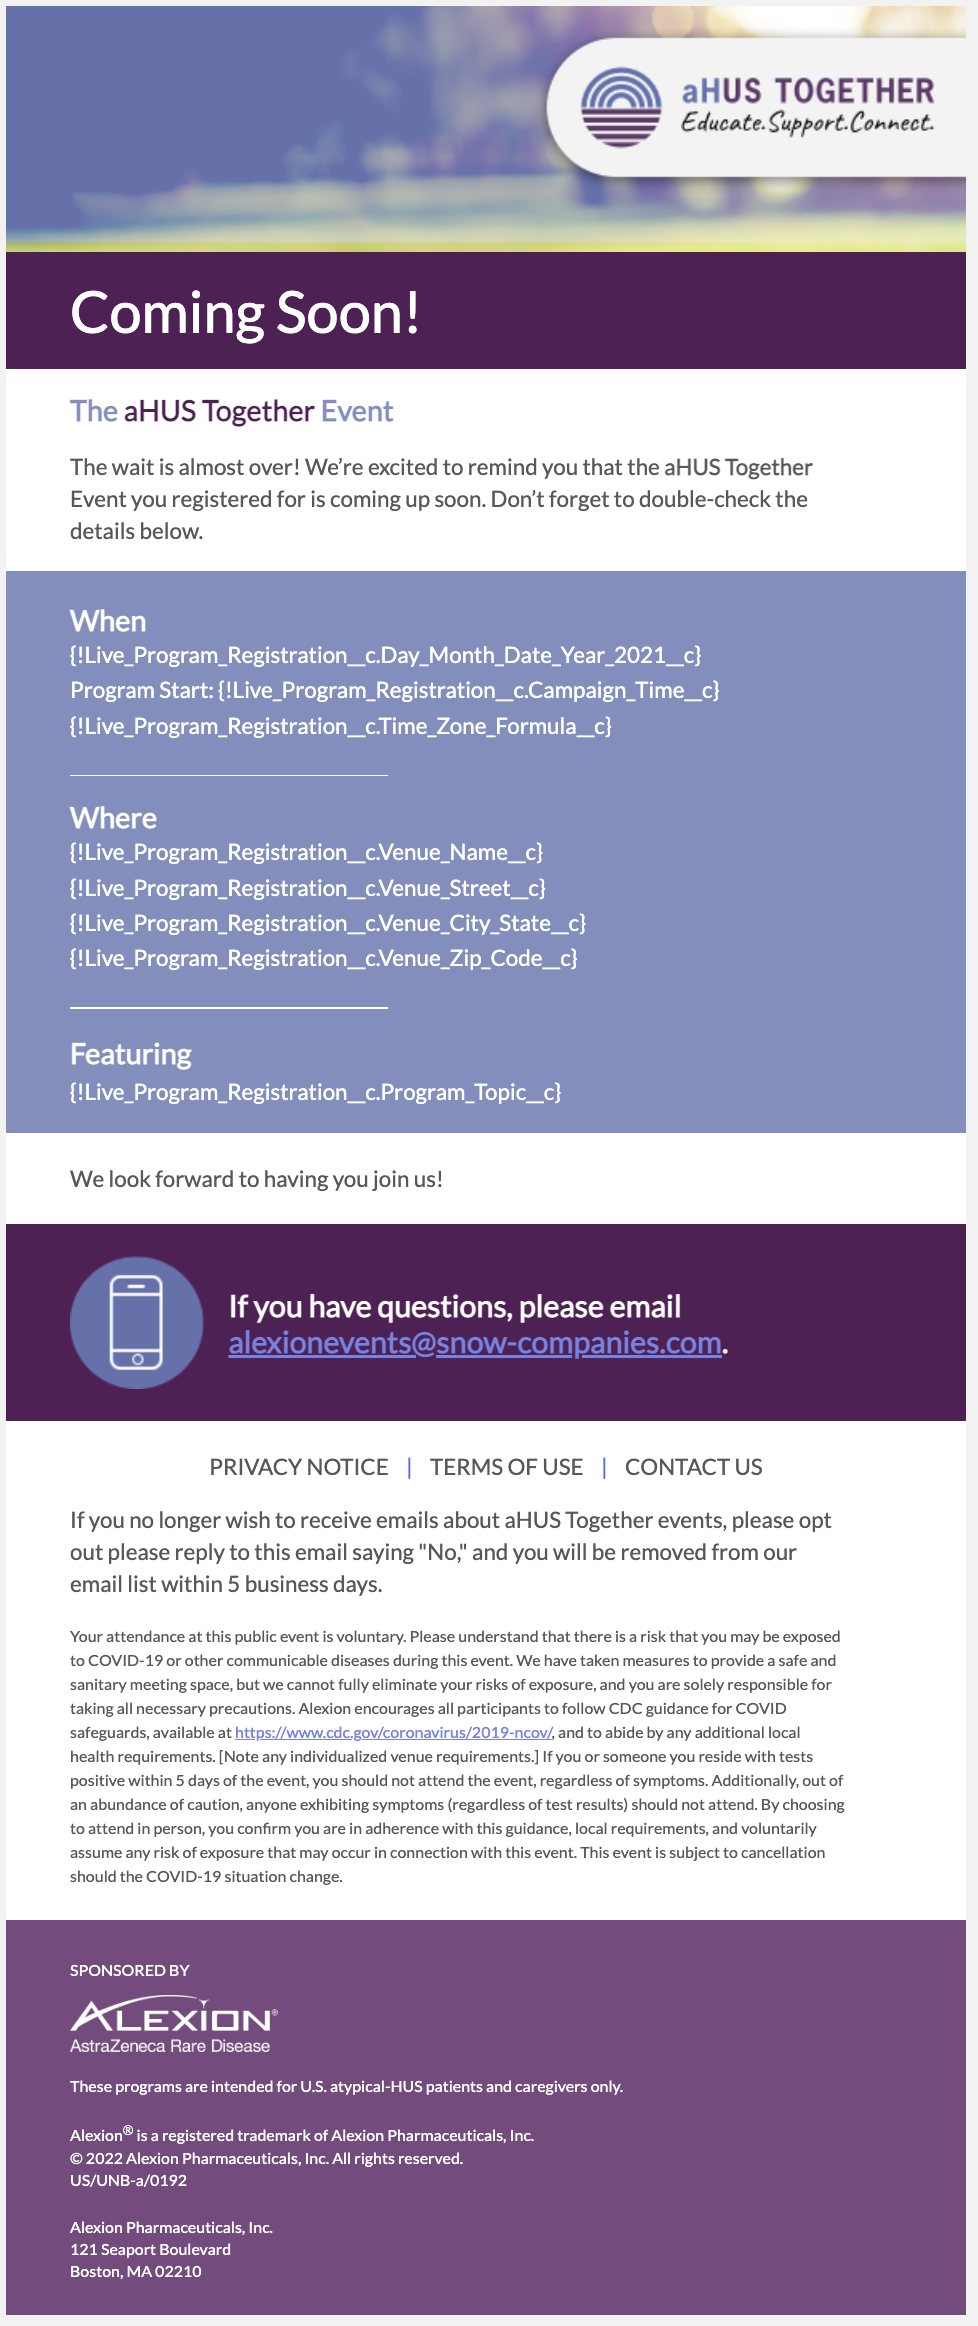 aHUS TOGETHER
Educate.Support.Connect.
Coming Soon!
The aHUS Together Event
The wait is almost over! We’re excited to remind you that the aHUS Together
Event you registered for is coming up soon. Don’t forget to double-check the
details below.
When
{!Live_Program_Registration__c.Day_Month_Date_Year_2021__c}
Program Start: {!Live_Program_Registration__c.Campaign_Time__c}
{!Live_Program_Registration__c.Time_Zone_Formula__c}
Where
{!Live_Program_Registration__c.Venue_Name__c}
{!Live_Program_Registration__c.Venue_Street__c}
{!Live_Program_Registration__c.Venue_City_State__c}
{!Live_Program_Registration__c.Venue_Zip_Code__c}
Featuring
{!Live_Program_Registration__c.Program_Topic__c}
We look forward to having you join us!
If you have questions, please email
alexionevents@snow-companies.com.
PRIVACY NOTICE | TERMS OF USE | CONTACT US
If you no longer wish to receive emails about aHUS Together events, please opt
out please reply to this email saying "No," and you will be removed from our
email list within 5 business days.
Your attendance at this public event is voluntary. Please understand that there is a risk that you may be exposed
to COVID-19 or other communicable diseases during this event. We have taken measures to provide a safe and
sanitary meeting space, but we cannot fully eliminate your risks of exposure, and you are solely responsible for
taking all necessary precautions. Alexion encourages all participants to follow CDC guidance for COVID
safeguards, available at https://www.cdc.gov/coronavirus/2019-ncov/, and to abide by any additional local
health requirements. [Note any individualized venue requirements.] If you or someone you reside with tests
positive within 5 days of the event, you should not attend the event, regardless of symptoms. Additionally, out of
an abundance of caution, anyone exhibiting symptoms (regardless of test results) should not attend. By choosing
to attend in person, you confirm you are in adherence with this guidance, local requirements, and voluntarily
assume any risk of exposure that may occur in connection with this event. This event is subject to cancellation
should the COVID-19 situation change.
SPONSORED BY
ALEXION®
AstraZeneca Rare Disease
These programs are intended for U.S. atypical-HUS patients and caregivers only.
Alexion® is a registered trademark of Alexion Pharmaceuticals, Inc.
© 2022 Alexion Pharmaceuticals, Inc. All rights reserved.
US/UNB-a/0192
Alexion Pharmaceuticals, Inc.
121 Seaport Boulevard
Boston, MA 02210